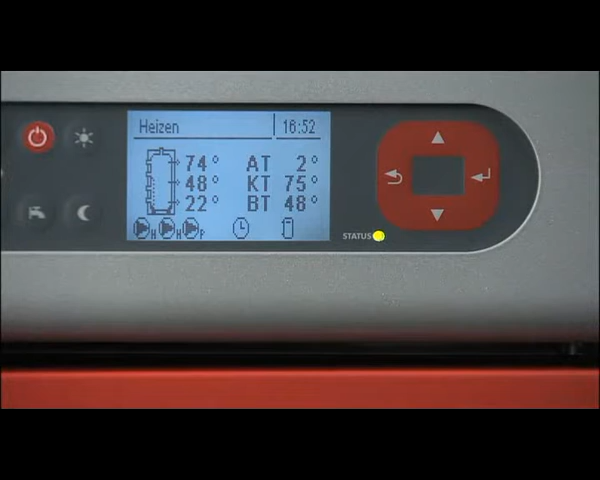 Heizen 16:52
74° AT 2°
48° KT 75°
22° BT 48°
H H P
STATUS